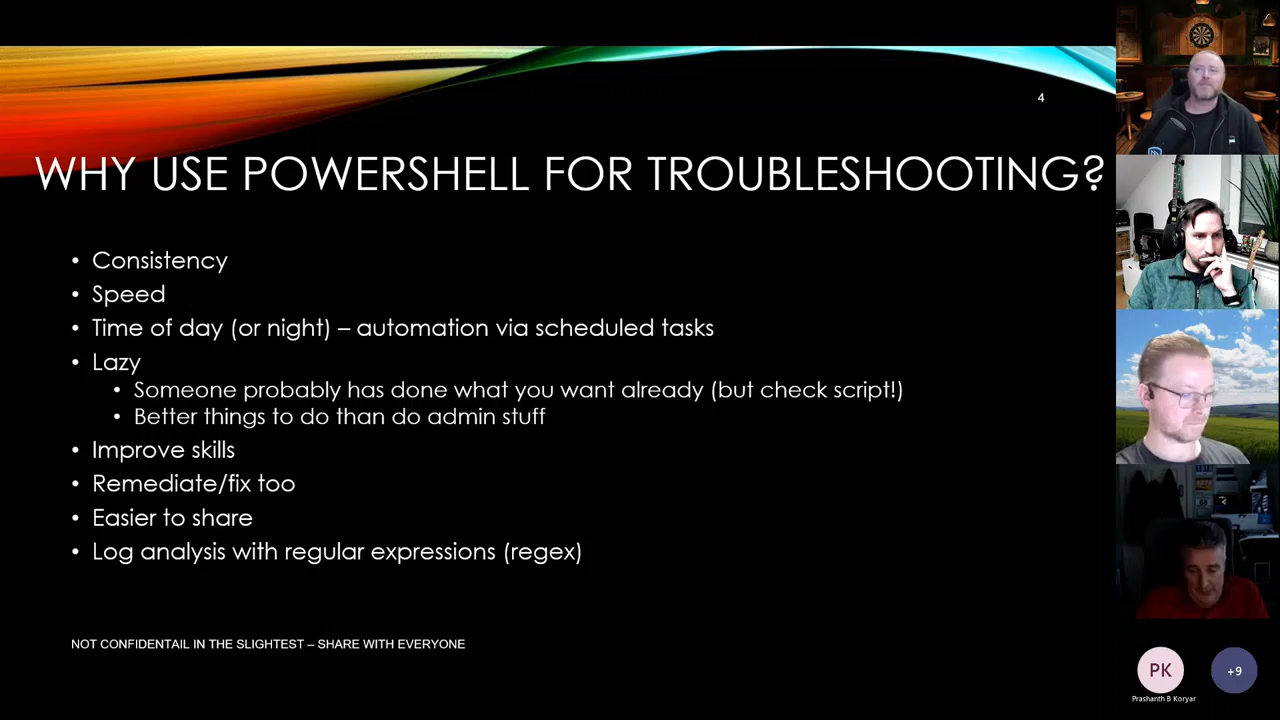 4
WHY USE POWERSHELL FOR TROUBLESHOOTING?
• Consistency
• Speed
• Time of day (or night) – automation via scheduled tasks
• Lazy
• Someone probably has done what you want already (but check script!)
• Better things to do than do admin stuff
• Improve skills
• Remediate/fix too
• Easier to share
• Log analysis with regular expressions (regex)
NOT CONFIDENTAIL IN THE SLIGHTEST – SHARE WITH EVERYONE
PK
+9
Prashanth B Koryar